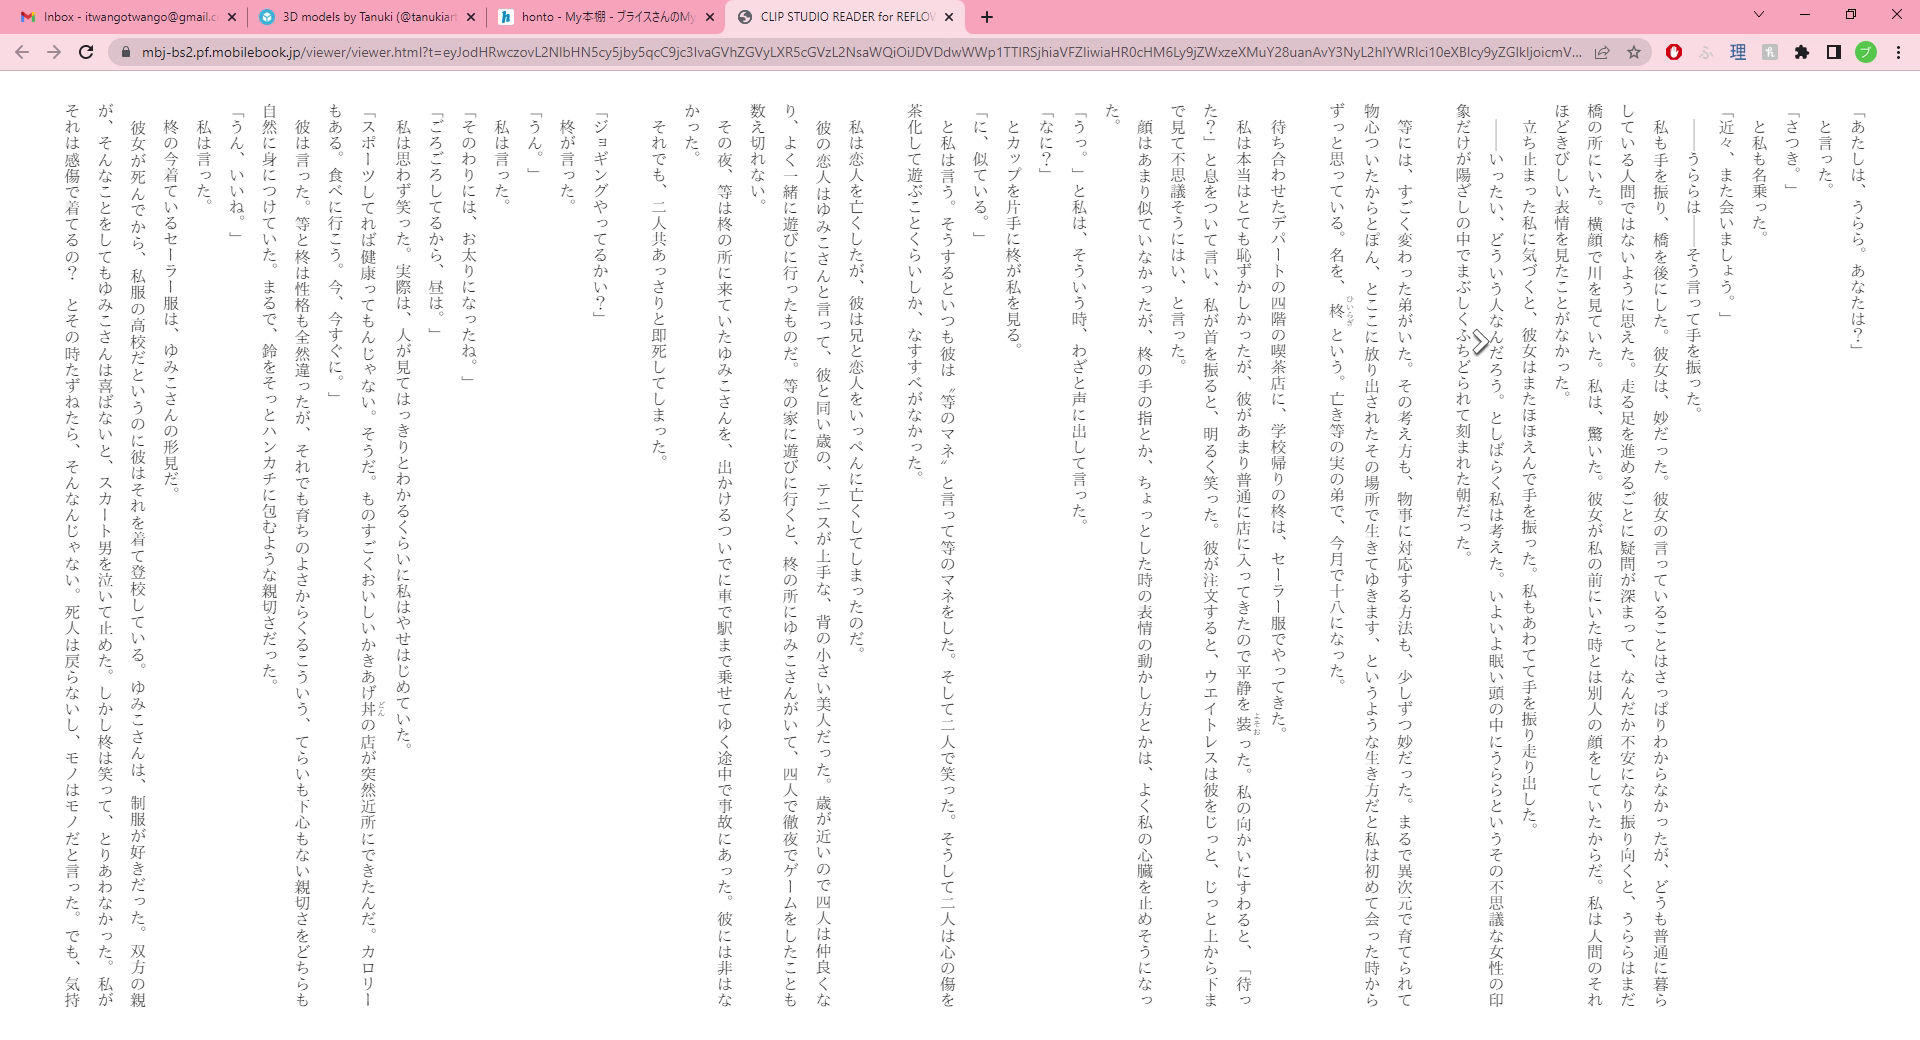 Inbox - itwangotwango@gmail.c
3D models by Tanuki (@tanukiart
honto - My本棚 - ブライスさんのMy
CLIP STUDIO READER for REFLOW
mbj-bs2.pf.mobilebook.jp/viewer/viewer.html?t=
「あたしは、うらら。あなたは？」
と言った。
「さつき。」
と私も名乗った。
「近々、また会いましょう。」
――うららは――そう言って手を振った。
私も手を振り、橋を後にした。彼女は、妙だった。彼女の言っていることはさっぱりわからなかったが、どうも普通に暮ら
している人間ではないように思えた。走る足を進めるごとに疑問が深まって、なんだか不安になり振り向くと、うららはまだ
橋の所にいた。横顔で川を見ていた。私は、驚いた。彼女が私の前にいた時とは別人の顔をしていたからだ。私は人間のそれ
ほどきびしい表情を見たことがなかった。
立ち止まった私に気づくと、彼女はまたほほえんで手を振った。私もあわてて手を振り走り出した。
――いったい、どういう人なんだろう。としばらく私は考えた。いよいよ眠い頭の中にうららというその不思議な女性の印
象だけが陽ざしの中でまぶしくふちどられて刻まれた朝だった。
等には、すごく変わった弟がいた。その考え方も、物事に対応する方法も、少しずつ妙だった。まるで異次元で育てられて
物心ついたからとぽん、とここに放り出されたその場所で生きてゆきます、というような生き方だと私は初めて会った時から
ずっと思っている。名を、柊ひいらぎという。亡き等の実の弟で、今月で十八になった。
待ち合わせたデパートの四階の喫茶店に、学校帰りの柊は、セーラー服でやってきた。
私は本当はとても恥ずかしかったが、彼があまり普通に店に入ってきたので平静を装よそおった。私の向かいにすわると、「待っ
た？」と息をついて言い、私が首を振ると、明るく笑った。彼が注文すると、ウエイトレスは彼をじっと、じっと上から下ま
で見て不思議そうにはい、と言った。
顔はあまり似ていなかったが、柊の手の指とか、ちょっとした時の表情の動かし方とかは、よく私の心臓を止めそうになっ
た。
「うっ。」と私は、そういう時、わざと声に出して言った。
「なに？」
とカップを片手に柊が私を見る。
「に、似ている。」
と私は言う。そうするといつも彼は〝等のマネ〟と言って等のマネをした。そして二人で笑った。そうして二人は心の傷を
茶化して遊ぶことくらいしか、なすすべがなかった。
私は恋人を亡くしたが、彼は兄と恋人をいっぺんに亡くしてしまったのだ。
彼の恋人はゆみこさんと言って、彼と同い歳の、テニスが上手な、背の小さい美人だった。歳が近いので四人は仲良くな
り、よく一緒に遊びに行ったものだ。等の家に遊びに行くと、柊の所にゆみこさんがいて、四人で徹夜でゲームをしたことも
数え切れない。
その夜、等は柊の所に来ていたゆみこさんを、出かけるついでに車で駅まで乗せてゆく途中で事故にあった。彼には非はな
かった。
それでも、二人共あっさりと即死してしまった。
「ジョギングやってるかい？」
柊が言った。
「うん。」
私は言った。
「そのわりには、お太りになったね。」
「ごろごろしてるから、昼は。」
私は思わず笑った。実際は、人が見てはっきりとわかるくらいに私はやせはじめていた。
「スポーツしてれば健康ってもんじゃない。そうだ。ものすごくおいしいかきあげ丼どんの店が突然近所にできたんだ。カロリー
もある。食べに行こう。今、今すぐに。」
彼は言った。等と柊は性格も全然違ったが、それでも育ちのよさからくるこういう、てらいも下心もない親切さをどちらも
自然に身につけていた。まるで、鈴をそっとハンカチに包むような親切さだった。
「うん、いいね。」
私は言った。
柊の今着ているセーラー服は、ゆみこさんの形見だ。
彼女が死んでから、私服の高校だというのに彼はそれを着て登校している。ゆみこさんは、制服が好きだった。双方の親
が、そんなことをしてもゆみこさんは喜ばないと、スカート男を泣いて止めた。しかし柊は笑って、とりあわなかった。私が
それは感傷で着てるの？　とその時たずねたら、そんなんじゃない。死人は戻らないし、モノはモノだと言った。でも、気持